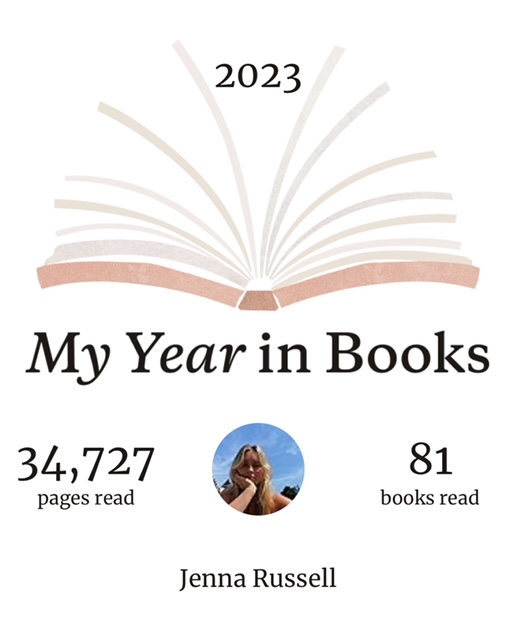 2023
My Year in Books
34,727
pages read
81
books read
Jenna Russell